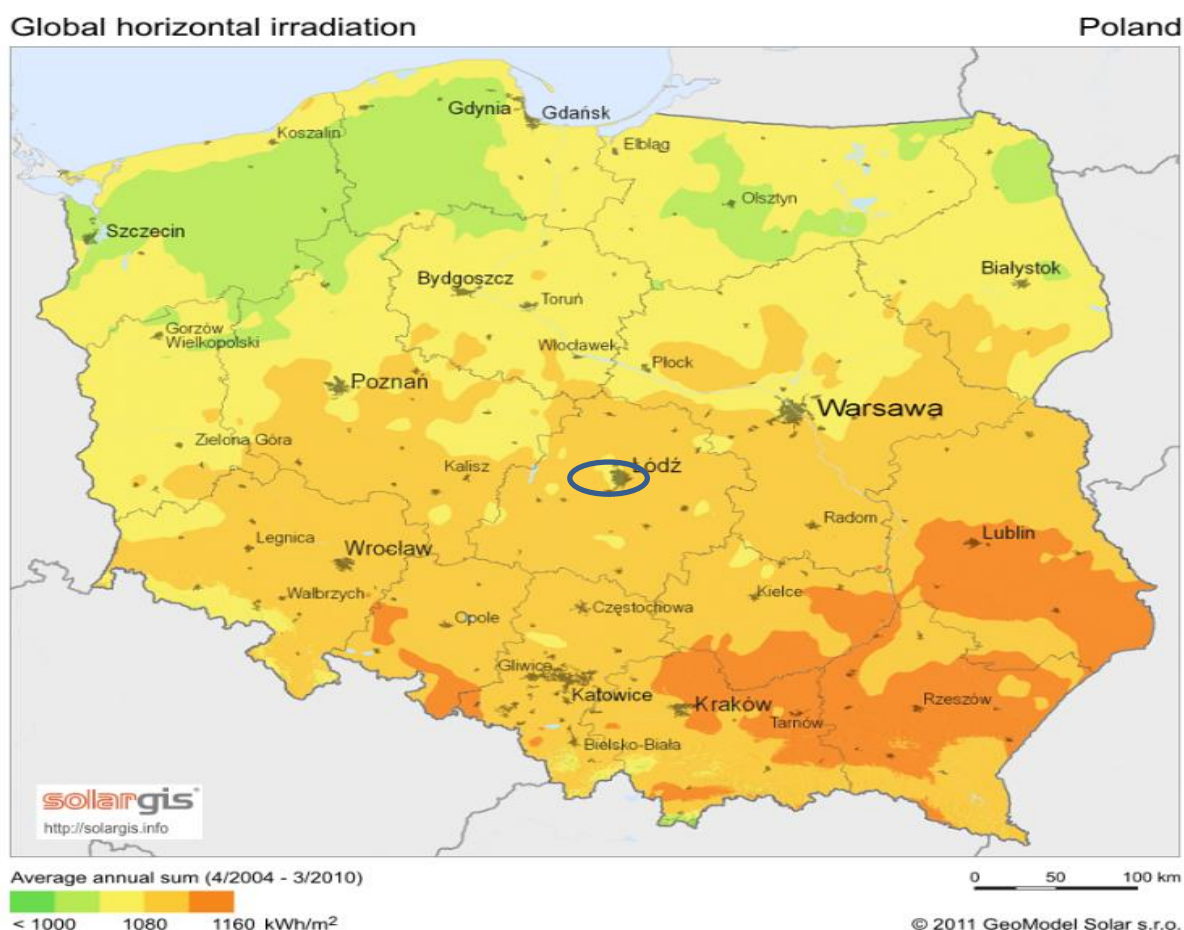 Global horizontal irradiation
Poland
Gdynia
Gdańsk
Koszalin
Elbląg
Olsztyn
Szczecin
Białystok
Bydgoszcz
Toruń
Gorzów
Wielkopolski
Włocławek
Płock
Poznań
Warsawa
Zielona Góra
Kalisz
Łódź
Radom
Lublin
Legnica
Wrocław
Wałbrzych
Kielce
Opole
Częstochowa
Gliwice
Katowice
Kraków
Rzeszów
Tarnów
Bielsko-Biała
solargis
http://solargis.info
Average annual sum (4/2004 - 3/2010)
0 50 100 km
< 1000 1080 1160 kWh/m²
© 2011 GeoModel Solar s.r.o.